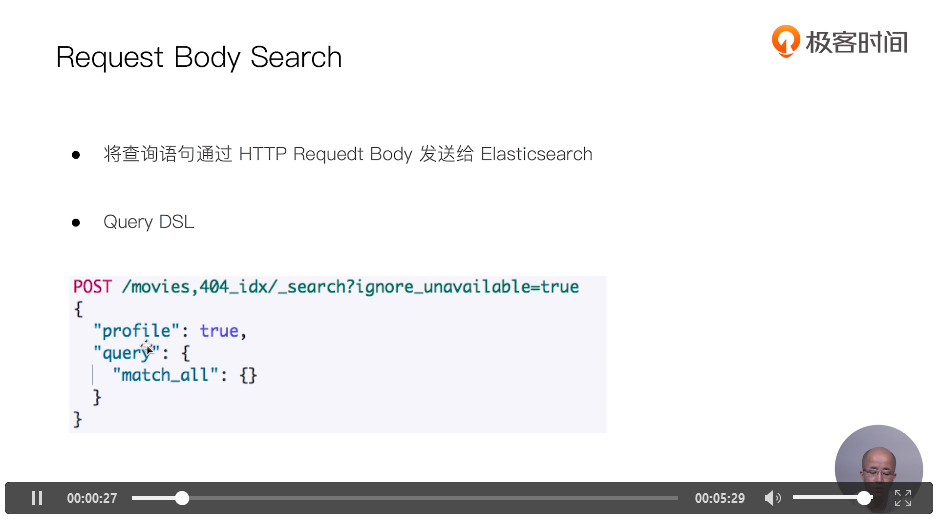 Request Body Search
极客时间
● 将查询语句通过 HTTP Requedt Body 发送给 Elasticsearch
● Query DSL
POST /movies,404_idx/_search?ignore_unavailable=true
{
  "profile": true,
  "query": {
    "match_all": {}
  }
}
00:00:27
00:05:29